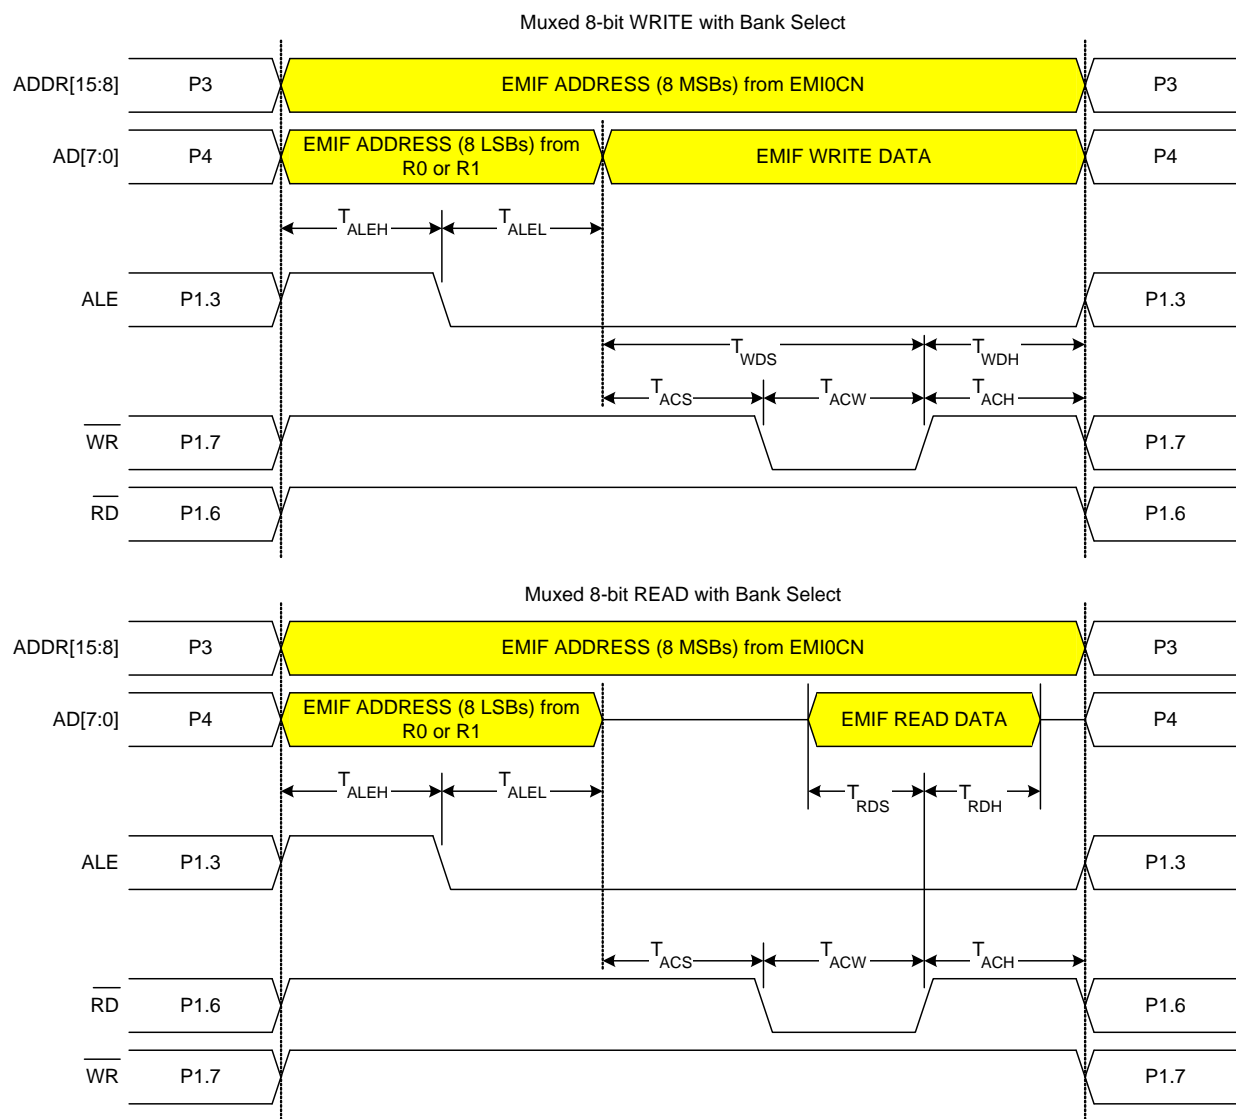 Muxed 8-bit WRITE with Bank Select
ADDR[15:8] P3 EMIF ADDRESS (8 MSBs) from EMI0CN P3
AD[7:0] P4 EMIF ADDRESS (8 LSBs) from
R0 or R1 EMIF WRITE DATA P4
TALEH TALEL
ALE P1.3 P1.3
TWDS TWDH
TACS TACW TACH
WR P1.7 P1.7
RD P1.6 P1.6
Muxed 8-bit READ with Bank Select
ADDR[15:8] P3 EMIF ADDRESS (8 MSBs) from EMI0CN P3
AD[7:0] P4 EMIF ADDRESS (8 LSBs) from
R0 or R1 EMIF READ DATA P4
TALEH TALEL TRDS TRDH
ALE P1.3 P1.3
TACS TACW TACH
RD P1.6 P1.6
WR P1.7 P1.7